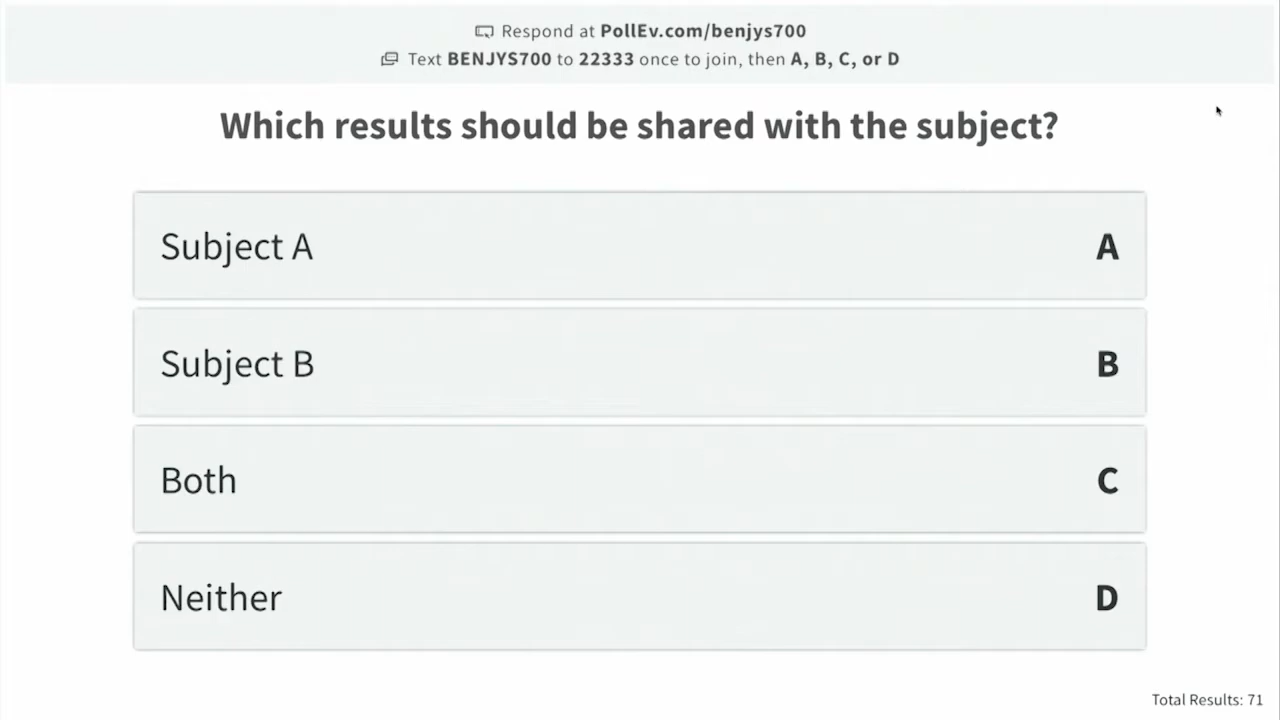 Respond at PollEv.com/benjys700
Text BENJYS700 to 22333 once to join, then A, B, C, or D
Which results should be shared with the subject?
Subject A A
Subject B B
Both C
Neither D
Total Results: 71